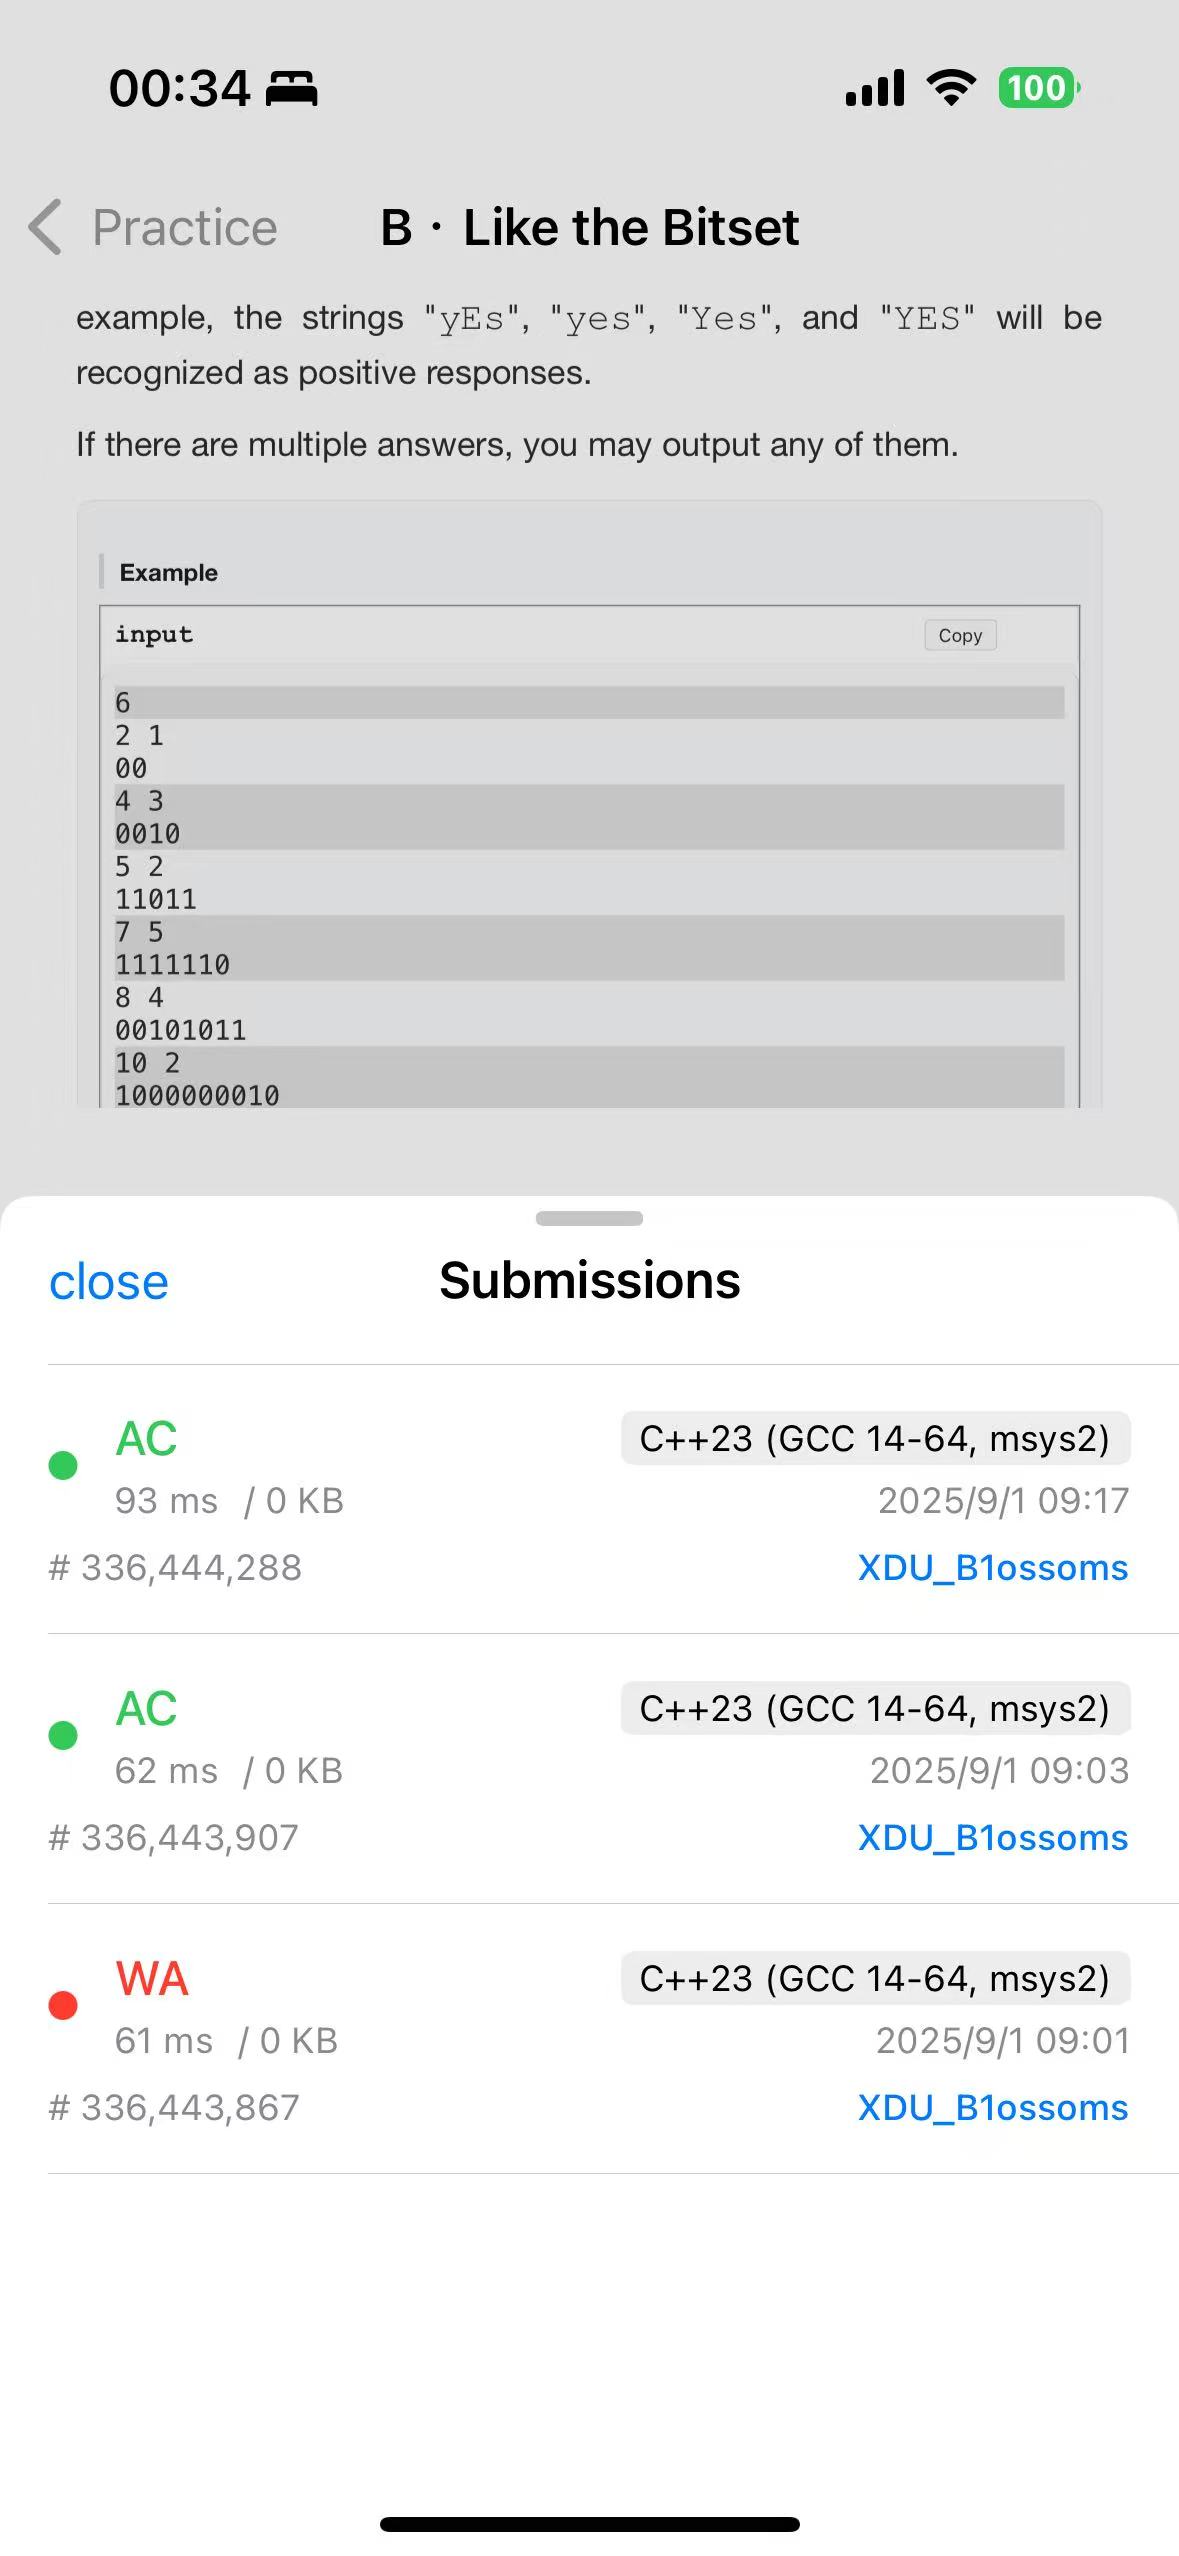 00:34
100
Practice
B · Like the Bitset
example, the strings "yEs", "yes", "Yes", and "YES" will be
recognized as positive responses.
If there are multiple answers, you may output any of them.
Example
input
Copy
6
2 1
00
4 3
0010
5 2
11011
7 5
1111110
8 4
00101011
10 2
1000000010
close
Submissions
AC
C++23 (GCC 14-64, msys2)
93 ms / 0 KB
2025/9/1 09:17
# 336,444,288
XDU_B1ossoms
AC
C++23 (GCC 14-64, msys2)
62 ms / 0 KB
2025/9/1 09:03
# 336,443,907
XDU_B1ossoms
WA
C++23 (GCC 14-64, msys2)
61 ms / 0 KB
2025/9/1 09:01
# 336,443,867
XDU_B1ossoms